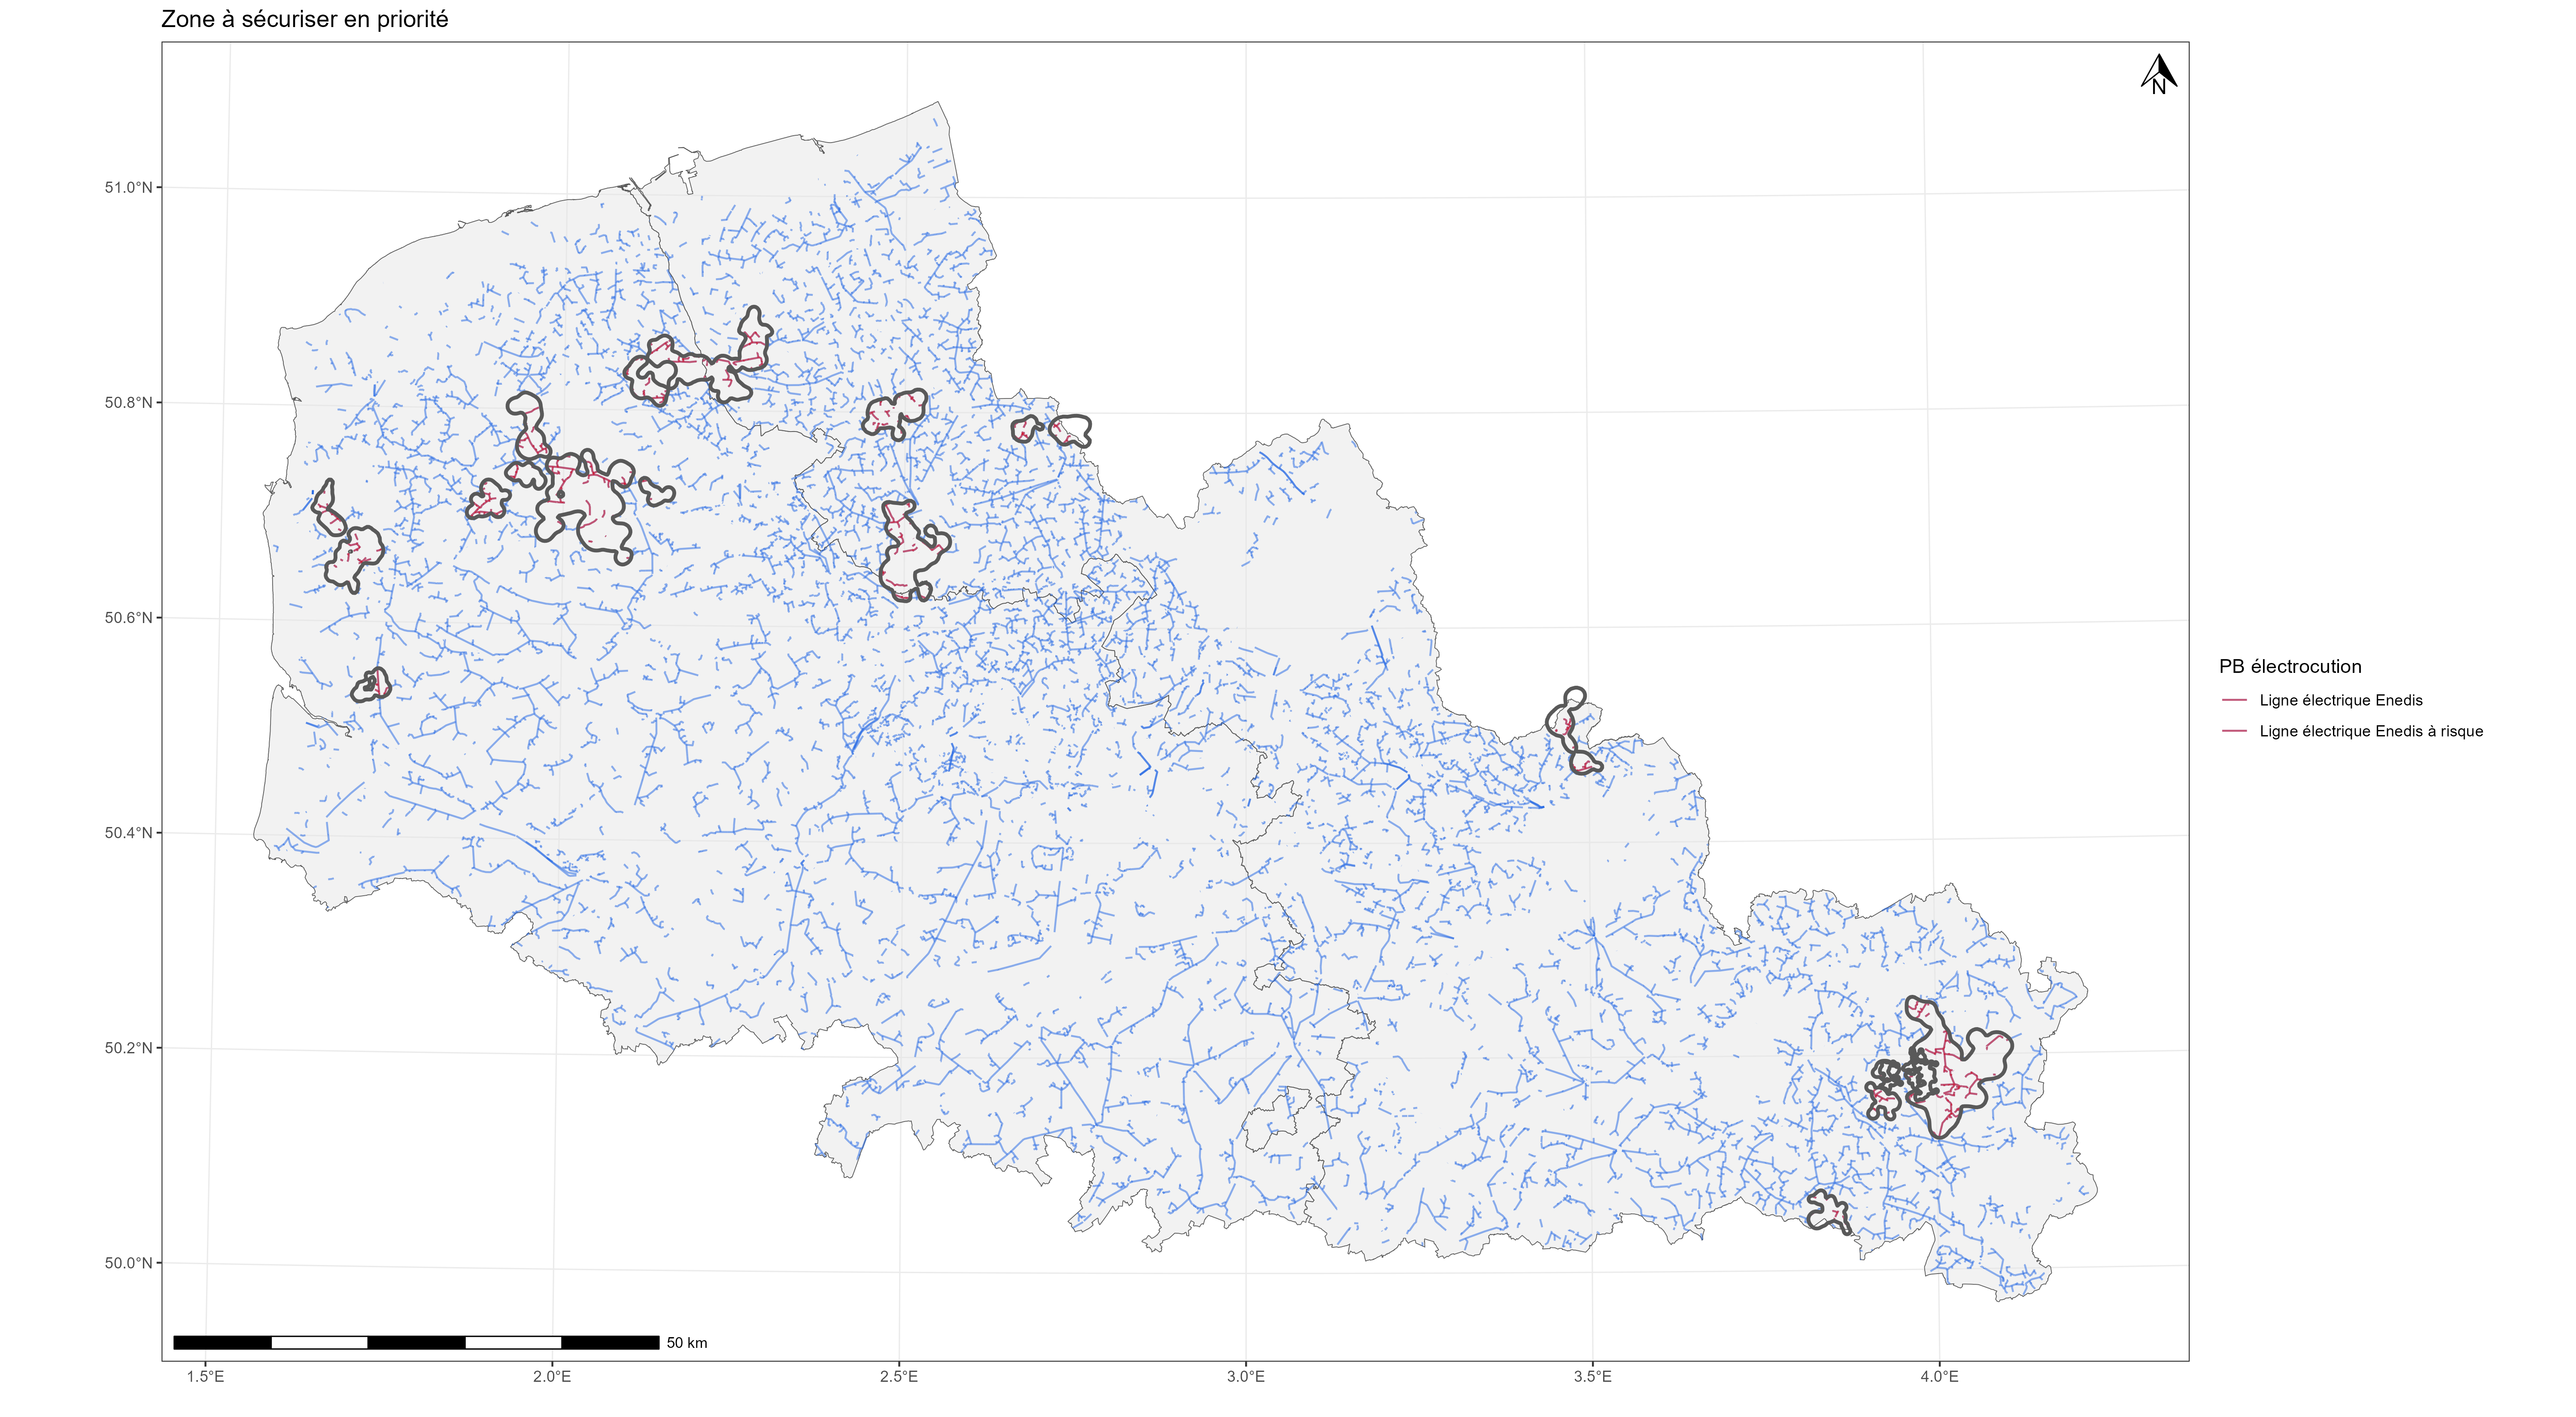 Zone à sécuriser en priorité
N
51.0°N
50.8°N
50.6°N
50.4°N
50.2°N
50.0°N
PB électrocution
Ligne électrique Enedis
Ligne électrique Enedis à risque
50 km
1.5°E
2.0°E
2.5°E
3.0°E
3.5°E
4.0°E